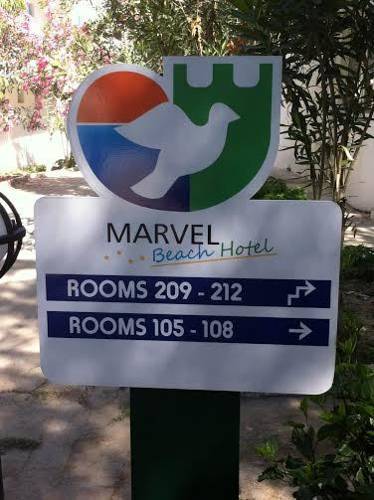 MARVEL
Beach Hotel
ROOMS 209 - 212
ROOMS 105 - 108